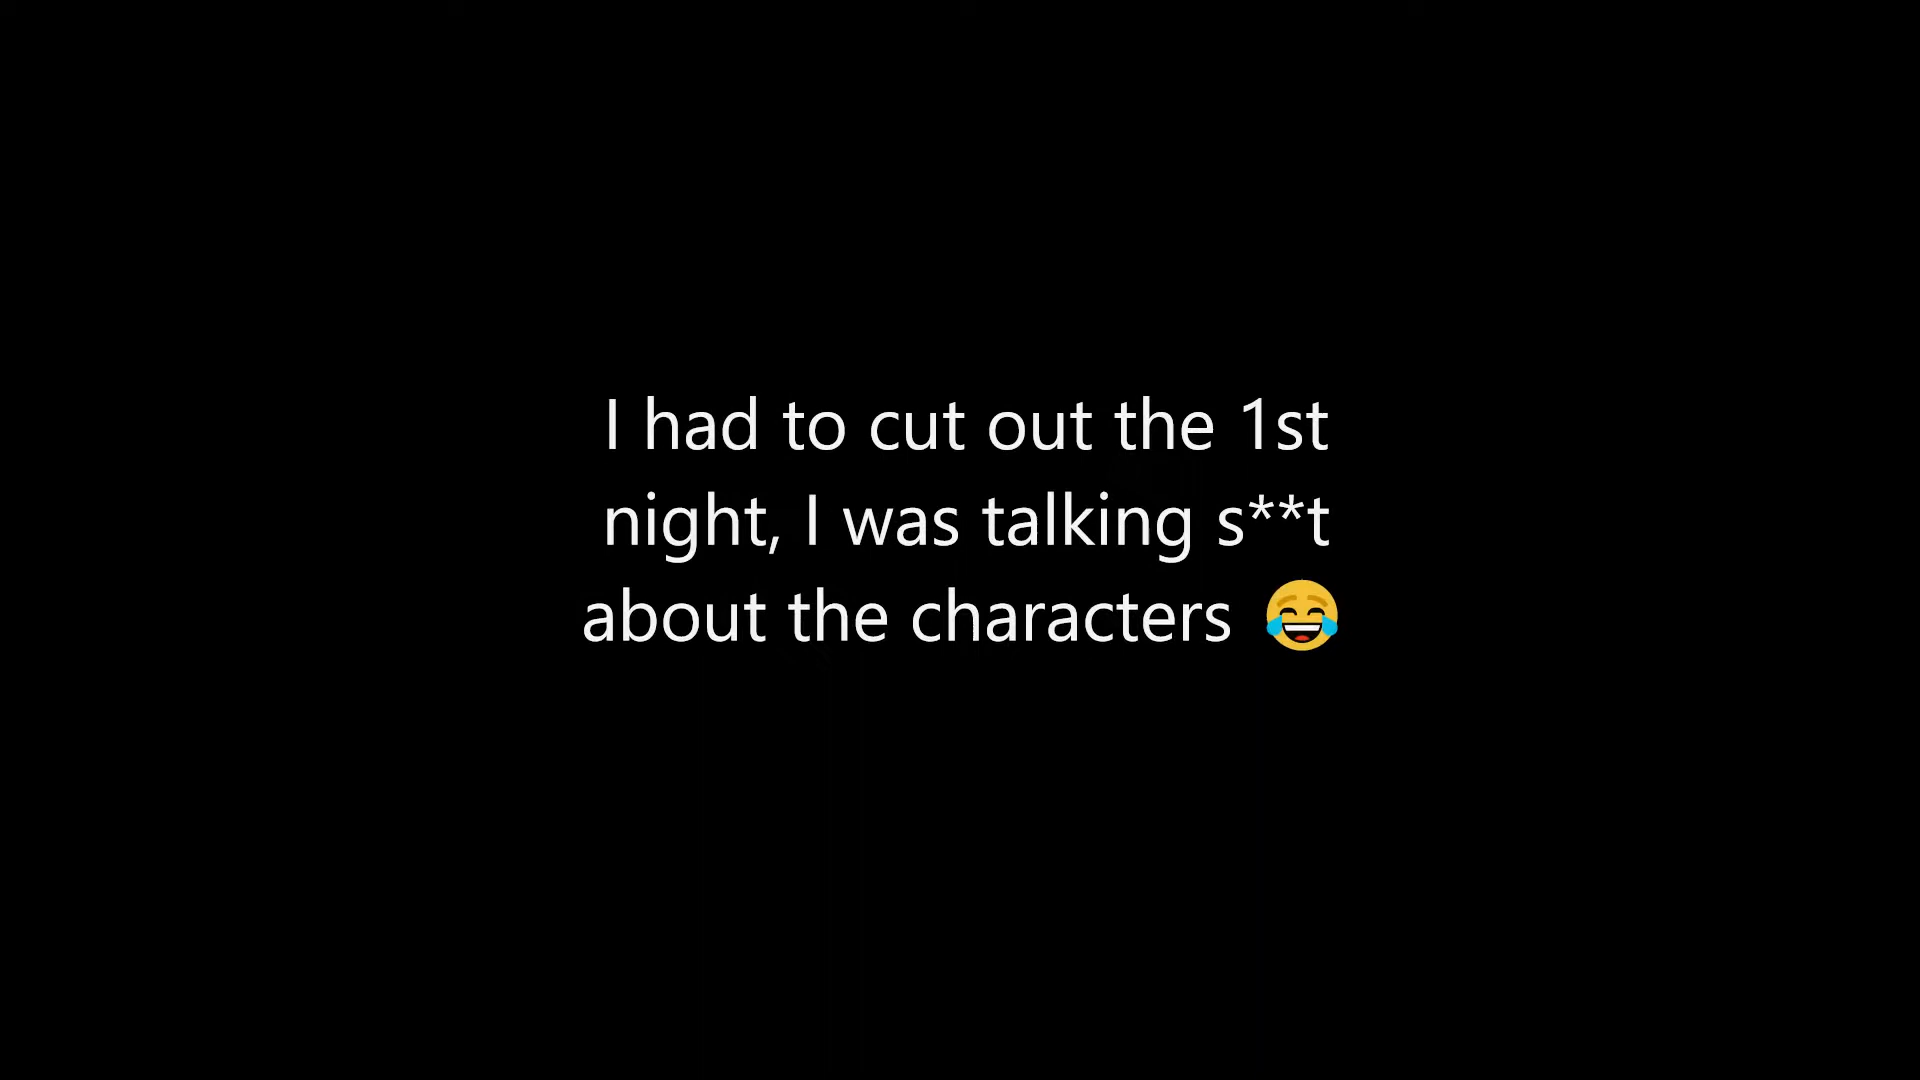 I had to cut out the 1st
night, I was talking s**t
about the characters 😂